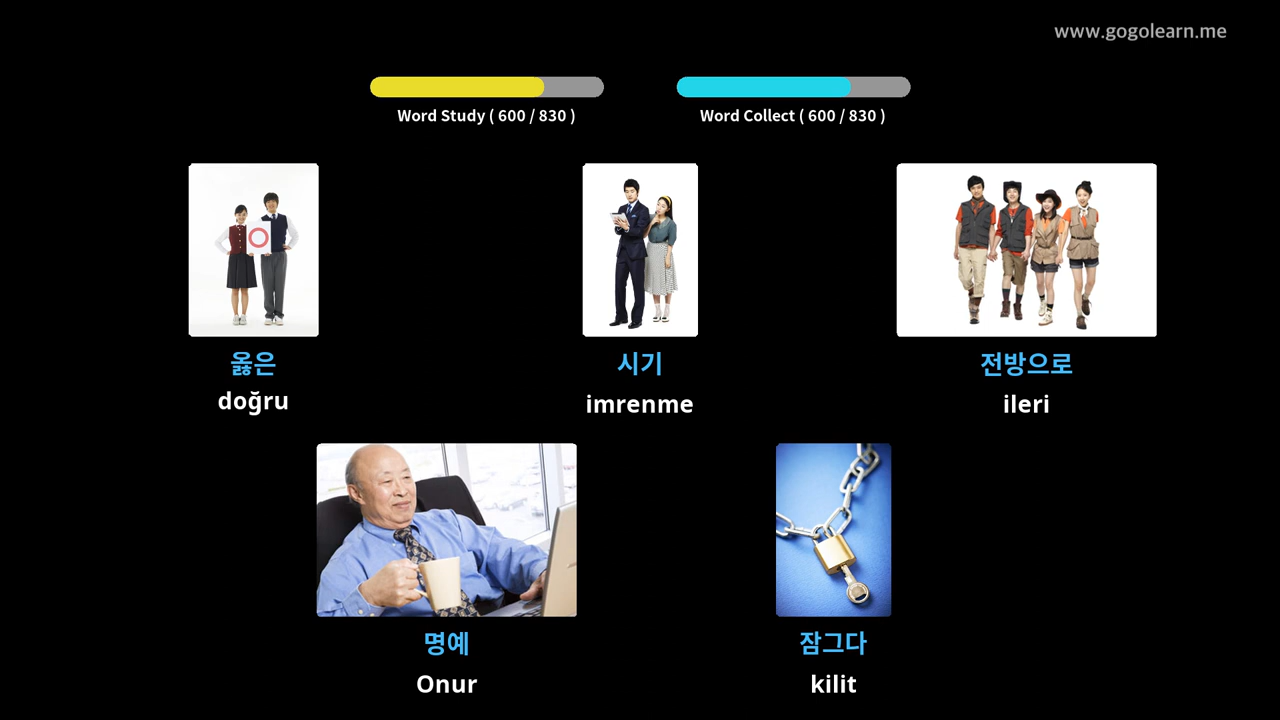 www.gogolearn.me
Word Study ( 600 / 830 )
Word Collect ( 600 / 830 )
옳은
doğru
시기
imrenme
전방으로
ileri
명예
Onur
잠그다
kilit